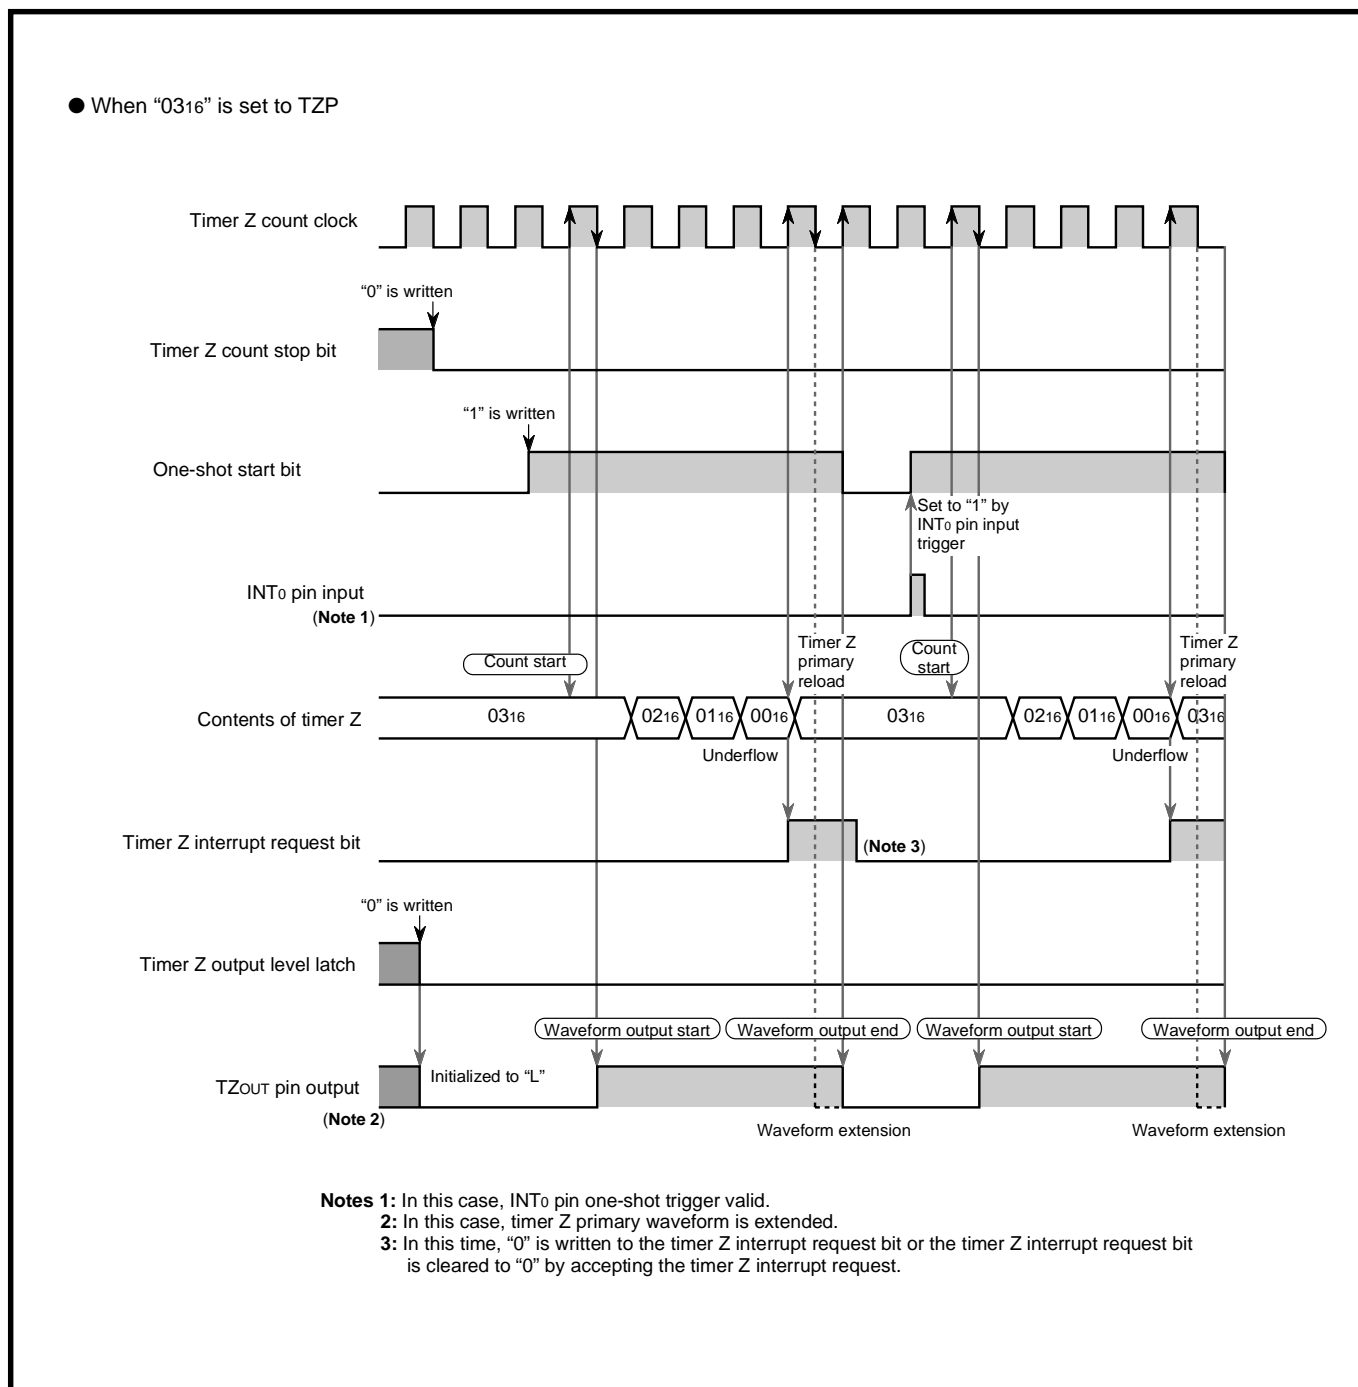 ● When “0316” is set to TZP
Timer Z count clock
“0” is written
Timer Z count stop bit
“1” is written
One-shot start bit
Set to “1” by
INT0 pin input
trigger
INT0 pin input
(Note 1)
Count start
Timer Z
primary
reload
Count
start
Timer Z
primary
reload
Contents of timer Z
0316
0216
0116
0016
0316
0216
0116
0016
0316
Underflow
Underflow
Timer Z interrupt request bit
(Note 3)
“0” is written
Timer Z output level latch
Waveform output start
Waveform output end
Waveform output start
Waveform output end
TZOUT pin output
Initialized to “L”
(Note 2)
Waveform extension
Waveform extension
Notes 1: In this case, INT0 pin one-shot trigger valid.
2: In this case, timer Z primary waveform is extended.
3: In this time, “0” is written to the timer Z interrupt request bit or the timer Z interrupt request bit
is cleared to “0” by accepting the timer Z interrupt request.